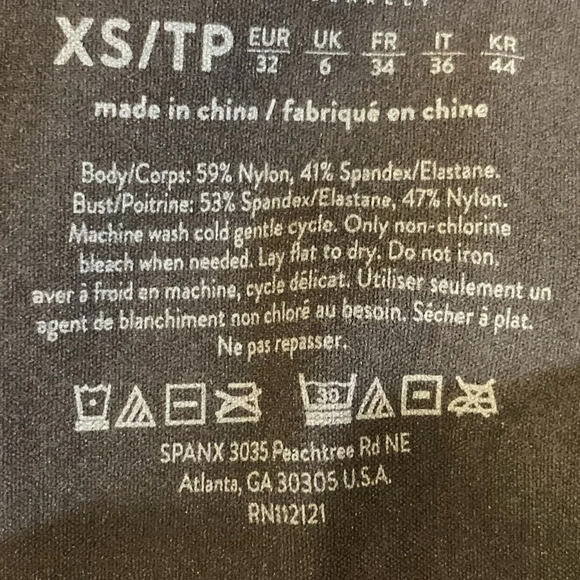 XS/TP EUR 32 UK 6 FR 34 IT 36 KR 44
made in china / fabriqué en chine
Body/Corps: 59% Nylon, 41% Spandex/Elastane.
Bust/Poitrine: 53% Spandex/Elastane, 47% Nylon.
Machine wash cold gentle cycle. Only non-chlorine
bleach when needed. Lay flat to dry. Do not iron.
aver à froid en machine, cycle délicat. Utiliser seulement un
agent de blanchiment non chloré au besoin. Sécher à plat.
Ne pas repasser.
30
SPANX 3035 Peachtree Rd NE
Atlanta, GA 30305 U.S.A.
RN112121